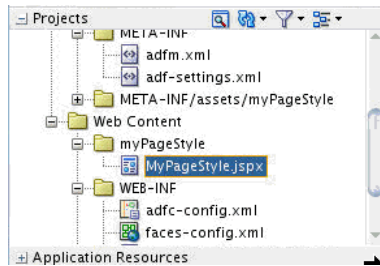 Projects
META-INF
adfm.xml
adf-settings.xml
META-INF/assets/myPageStyle
Web Content
myPageStyle
MyPageStyle.jspx
WEB-INF
adfc-config.xml
faces-config.xml
Application Resources